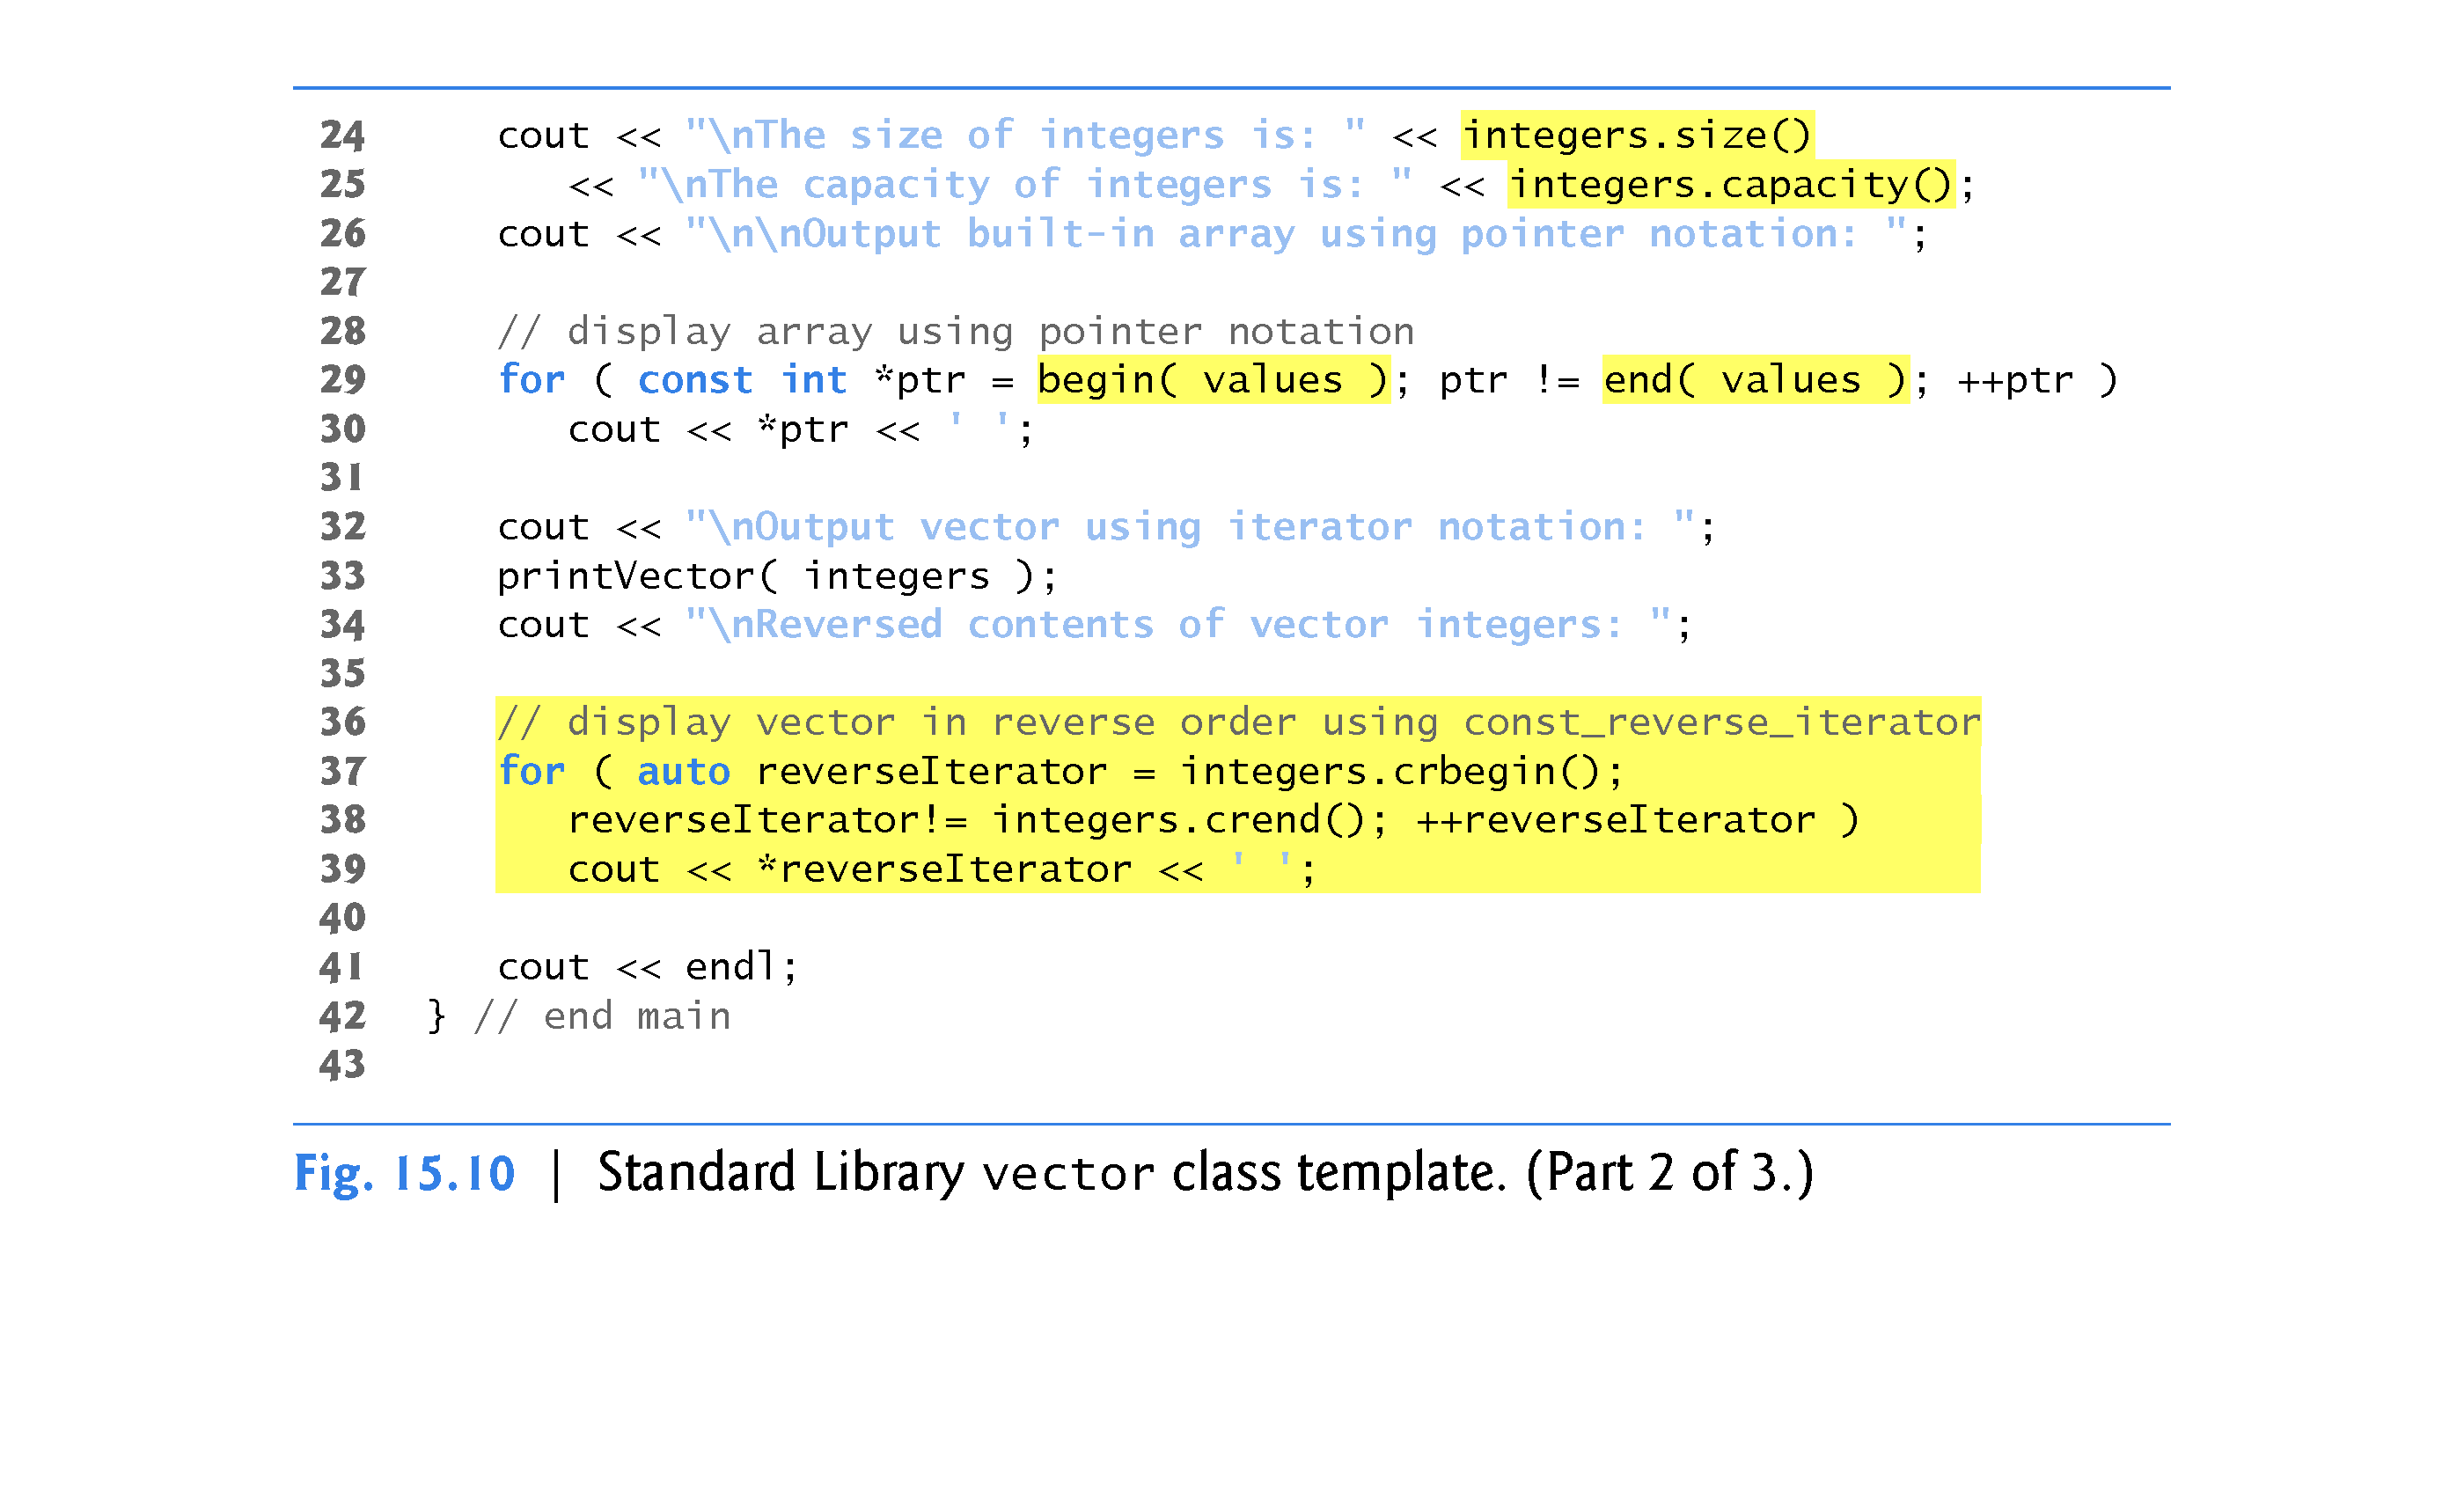 24 cout << "\nThe size of integers is: " << integers.size()
25 << "\nThe capacity of integers is: " << integers.capacity();
26 cout << "\n\nOutput built-in array using pointer notation: ";
27
28 // display array using pointer notation
29 for ( const int *ptr = begin( values ); ptr != end( values ); ++ptr )
30 cout << *ptr << ' ';
31
32 cout << "\nOutput vector using iterator notation: ";
33 printVector( integers );
34 cout << "\nReversed contents of vector integers: ";
35
36 // display vector in reverse order using const_reverse_iterator
37 for ( auto reverseIterator = integers.crbegin();
38 reverseIterator!= integers.crend(); ++reverseIterator )
39 cout << *reverseIterator << ' ';
40
41 cout << endl;
42 } // end main
43
Fig. 15.10 | Standard Library vector class template. (Part 2 of 3.)